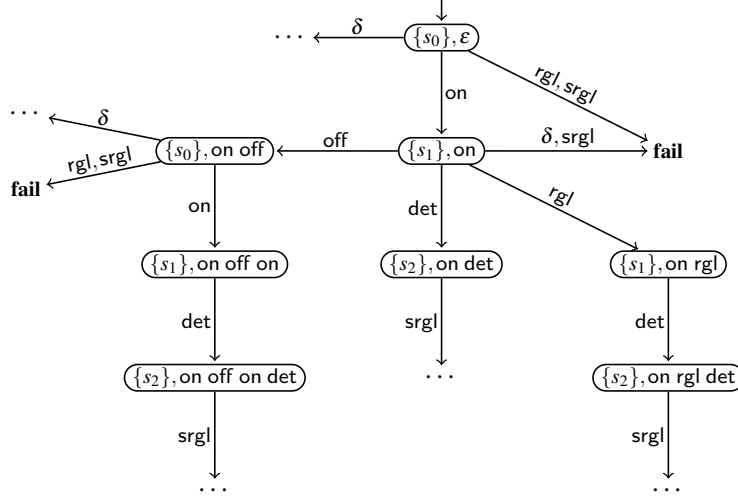 ··· δ {s₀}, ε
rgl, srgl
on
···
δ
{s₀}, on off off {s₁}, on δ, srgl fail
rgl, srgl
fail
rgl
on det
{s₁}, on off on {s₂}, on det {s₁}, on rgl
det srgl det
{s₂}, on off on det ··· {s₂}, on rgl det
srgl srgl
··· ···